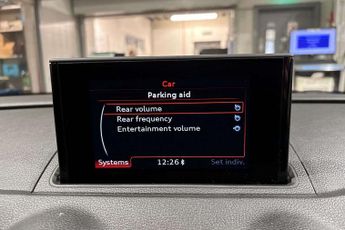 Car
Parking aid
Rear volume
Rear frequency
Entertainment volume
Systems
12:26
Set indiv.